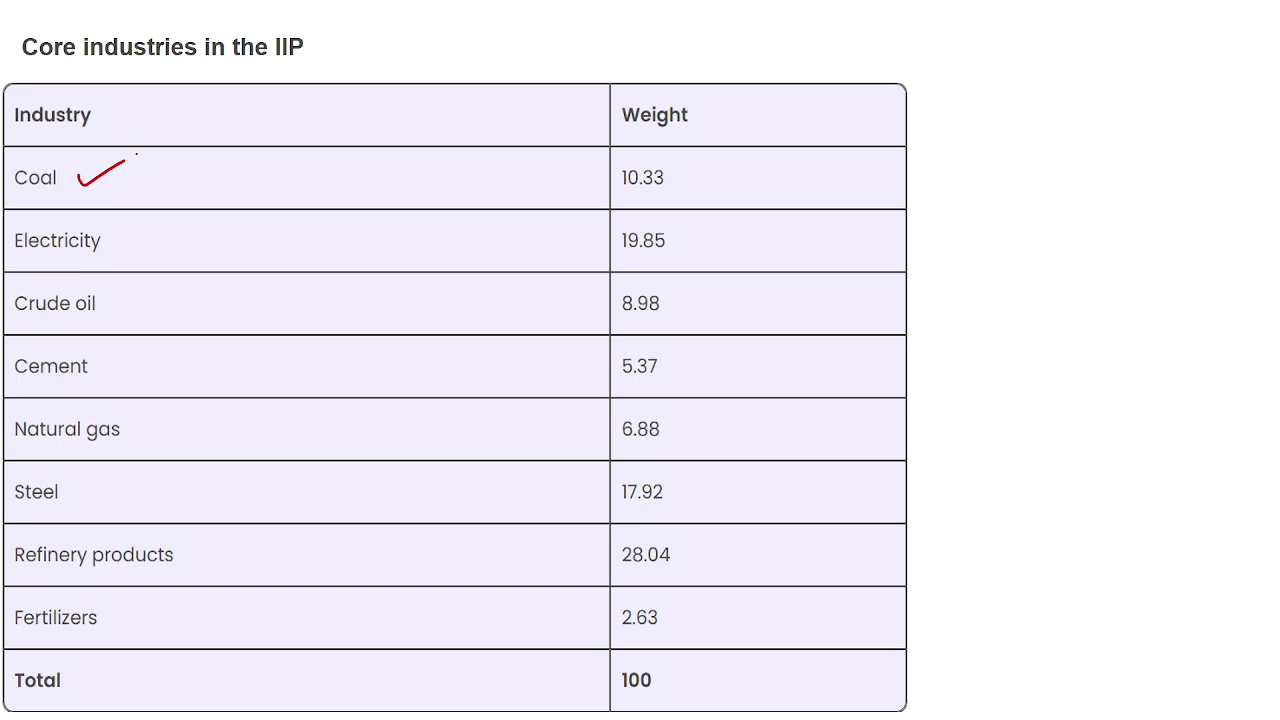 Core industries in the IIP
Industry Weight
Coal 10.33
Electricity 19.85
Crude oil 8.98
Cement 5.37
Natural gas 6.88
Steel 17.92
Refinery products 28.04
Fertilizers 2.63
Total 100